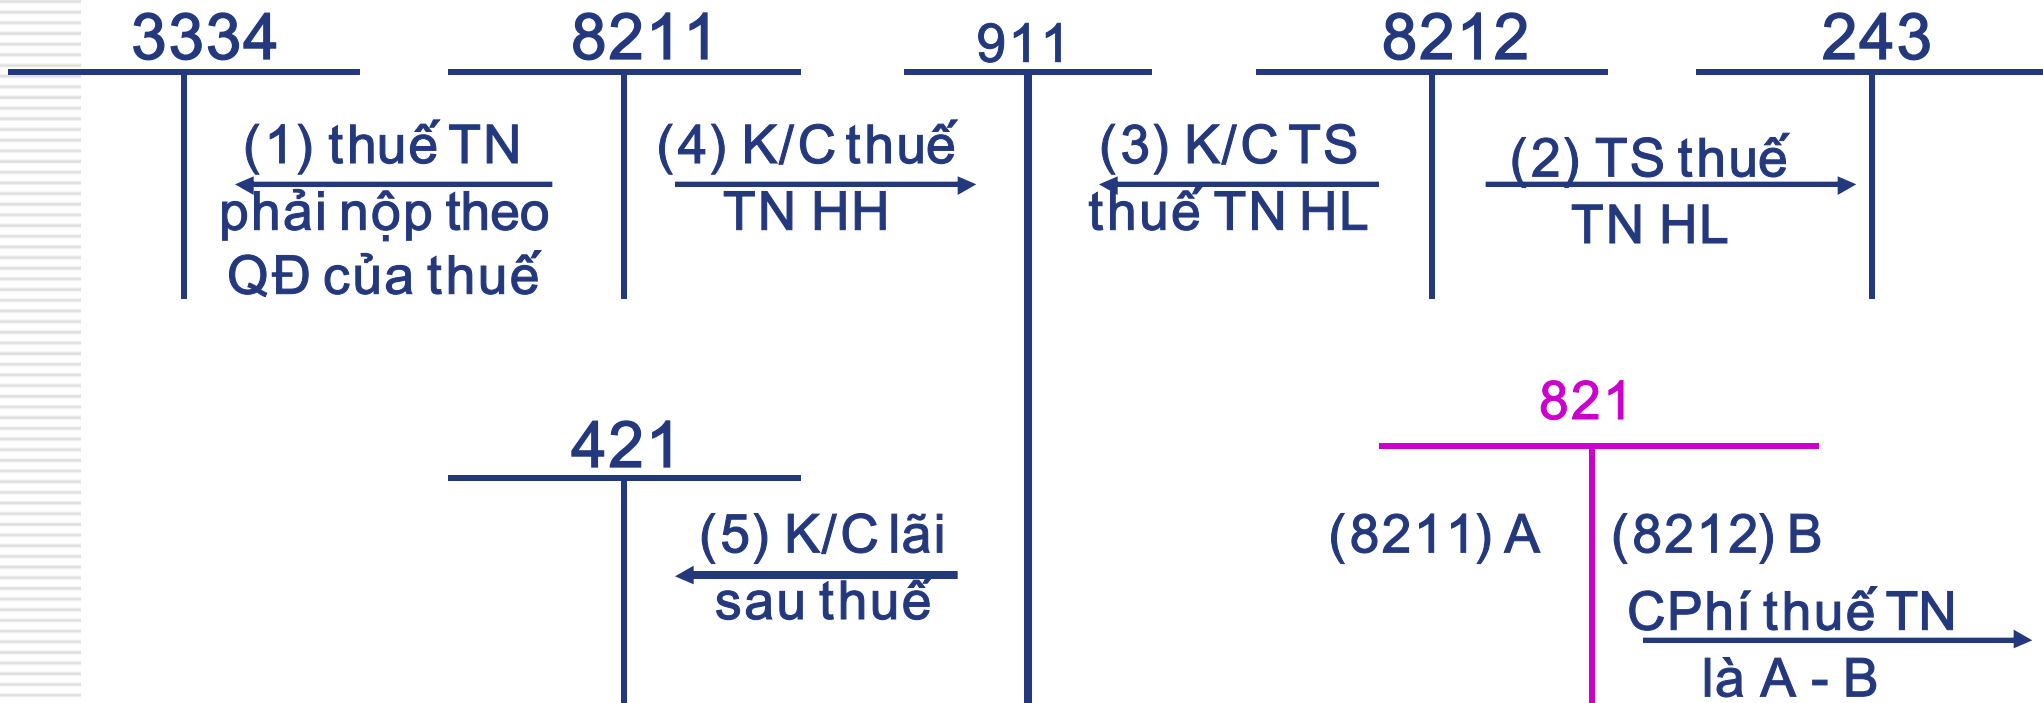 3334
8211
911
8212
243
(1) thuế TN
phải nộp theo
QĐ của thuế
(4) K/C thuế
TN HH
(3) K/C TS
thuế TN HL
(2) TS thuế
TN HL
421
(5) K/C lãi
sau thuế
821
(8211) A
(8212) B
CPhí thuế TN
là A - B